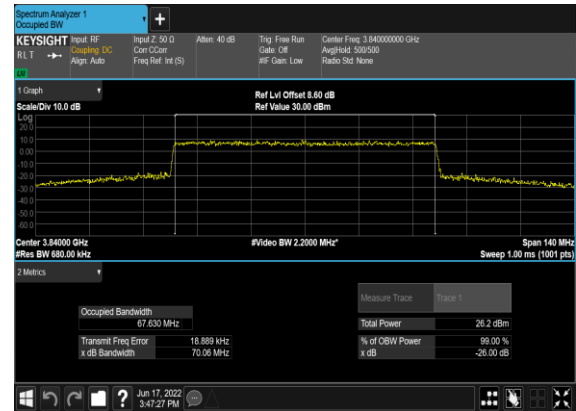 Spectrum Analyzer 1
Occupied BW
+
KEYSIGHT Input: RF Input Z: 50 Ω Atten: 40 dB Trig: Free Run Center Freq: 3.840000000 GHz
RLT Coupling: DC Corr CCorr Gate: Off Avg|Hold: 500/500
Align: Auto Freq Ref: Int (S) #IF Gain: Low Radio Std: None
1 Graph
Ref Lvl Offset 8.60 dB
Scale/Div 10.0 dB Ref Value 30.00 dBm
Log
20.0
10.0
0.00
-10.0
-20.0
-30.0
-40.0
-50.0
-60.0
Center 3.84000 GHz #Video BW 2.2000 MHz* Span 140 MHz
#Res BW 680.00 kHz Sweep 1.00 ms (1001 pts)
2 Metrics
Measure Trace Trace 1
Occupied Bandwidth
67.630 MHz Total Power 26.2 dBm
Transmit Freq Error 18.889 kHz % of OBW Power 99.00 %
x dB Bandwidth 70.06 MHz x dB -26.00 dB
? Jun 17, 2022
3:47:27 PM